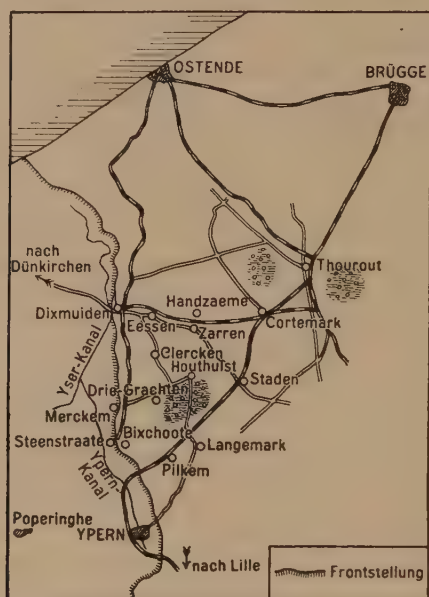 OSTENDE
BRÜGGE
nach
Dünkirchen
Thourout
Handzaeme
Dixmuiden
Eessen
Zarren
Cortemark
Yser-Kanal
Clercken
Houthulst
Drie-Grachten
Staden
Merckem
Steenstraate
Bixchoote
Langemark
Ypern-
Kanal
Pilkem
Poperinghe
YPERN
nach Lille
Frontstellung